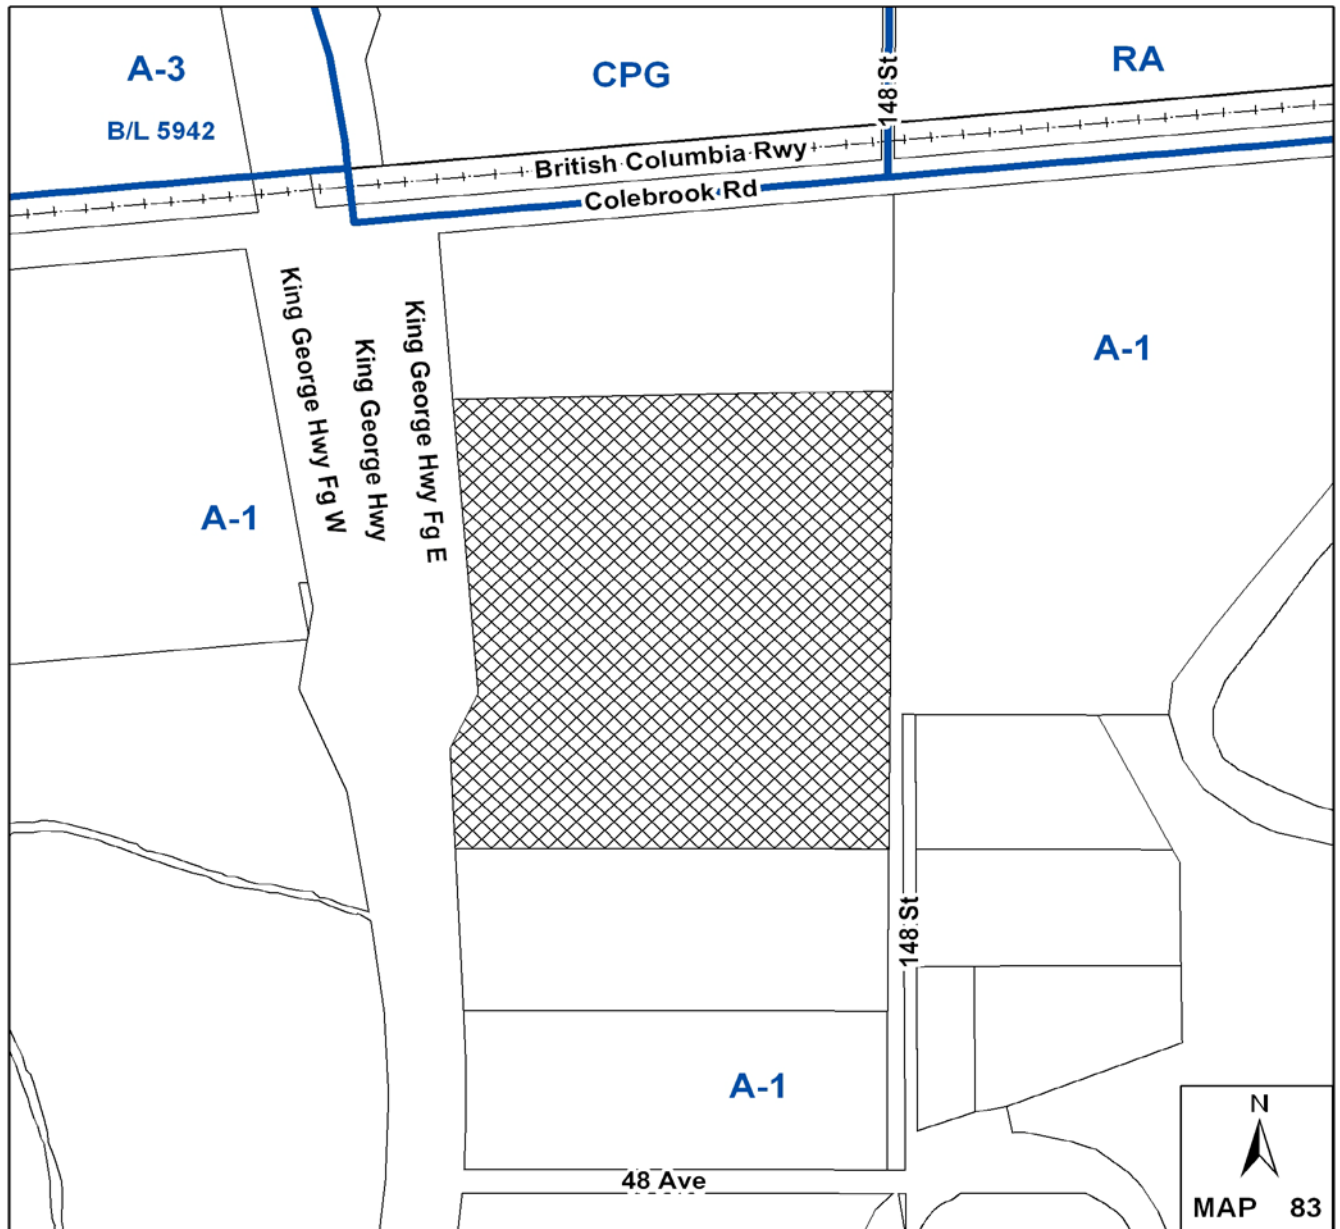 A-3
CPG
RA
B/L 5942
148 St
British Columbia Rwy
Colebrook Rd
King George Hwy Fg W
King George Hwy
King George Hwy Fg E
A-1
A-1
148 St
A-1
48 Ave
N
MAP 83